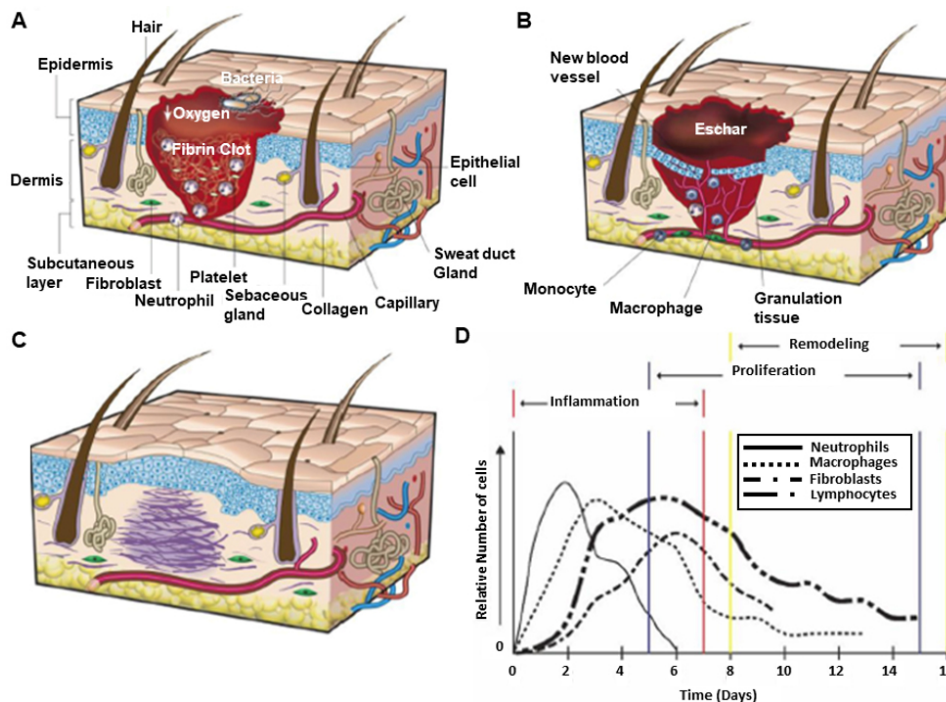 A
Hair
Epidermis
Bacteria
Oxygen
Fibrin Clot
Dermis
Epithelial
cell
Subcutaneous
layer
Fibroblast
Neutrophil
Platelet
Sebaceous
gland
Collagen
Capillary
Sweat duct
Gland
B
New blood
vessel
Eschar
Monocyte
Macrophage
Granulation
tissue
C
D
Remodeling
Proliferation
Inflammation
Neutrophils
Macrophages
Fibroblasts
Lymphocytes
Relative Number of cells
0
0 2 4 6 8 10 12 14
Time (Days)